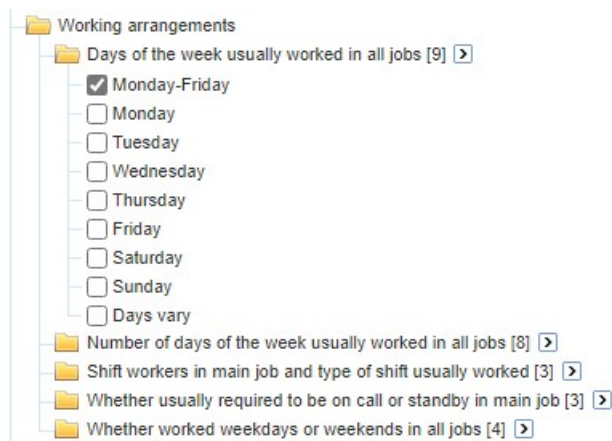 Working arrangements
Days of the week usually worked in all jobs [9]
Monday-Friday
Monday
Tuesday
Wednesday
Thursday
Friday
Saturday
Sunday
Days vary
Number of days of the week usually worked in all jobs [8]
Shift workers in main job and type of shift usually worked [3]
Whether usually required to be on call or standby in main job [3]
Whether worked weekdays or weekends in all jobs [4]